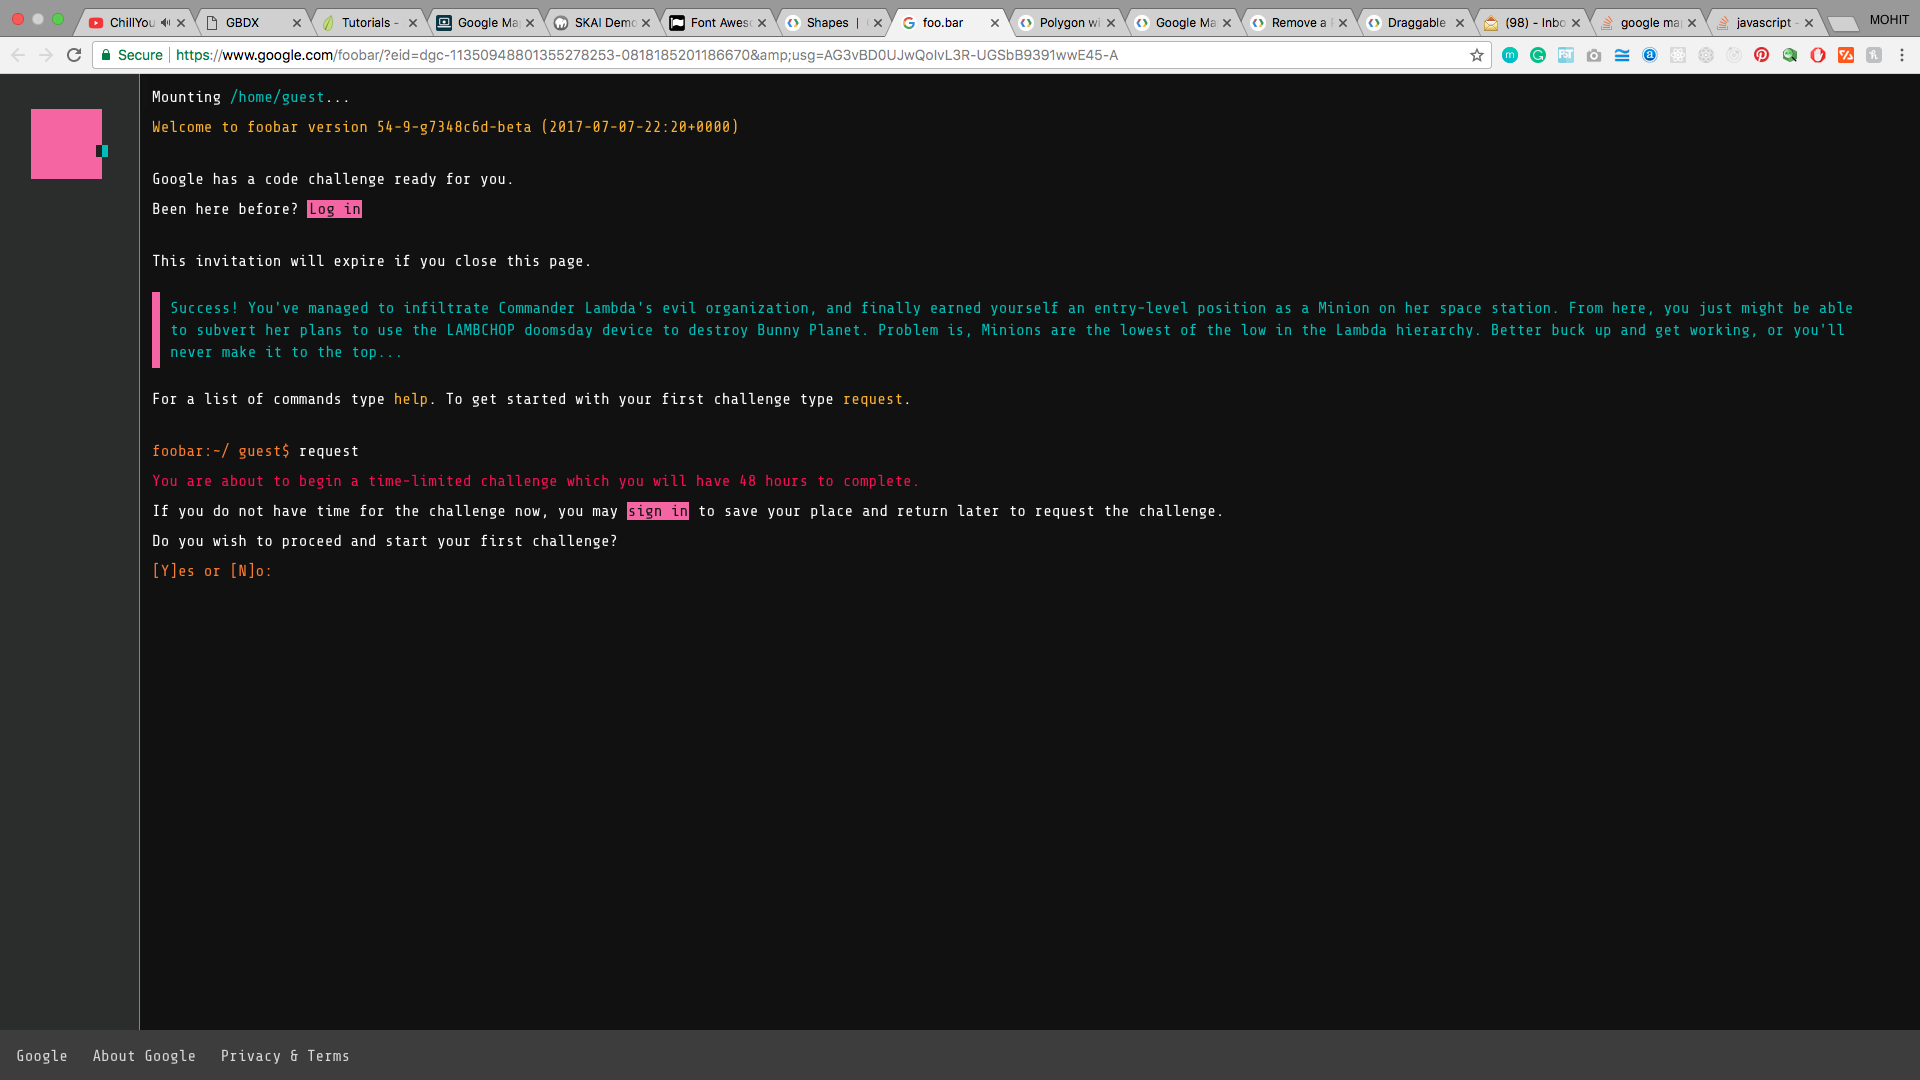 ChillYou
GBDX
Tutorials -
Google Ma
SKAI Demo
Font Aweso
Shapes |
foo.bar
Polygon wi
Google Ma
Remove a
Draggable
(98) - Inbo
google map
javascript -
MOHIT
Secure
https://www.google.com/foobar/?eid=dgc-11350948801355278253-0818185201186670&amp;usg=AG3vBD0UJwQoIvL3R-UGSbB9391wwE45-A
Mounting /home/guest...
Welcome to foobar version 54-9-g7348c6d-beta (2017-07-07-22:20+0000)
Google has a code challenge ready for you.
Been here before? Log in
This invitation will expire if you close this page.
Success! You've managed to infiltrate Commander Lambda's evil organization, and finally earned yourself an entry-level position as a Minion on her space station. From here, you just might be able
to subvert her plans to use the LAMBCHOP doomsday device to destroy Bunny Planet. Problem is, Minions are the lowest of the low in the Lambda hierarchy. Better buck up and get working, or you'll
never make it to the top...
For a list of commands type help. To get started with your first challenge type request.
foobar:~/ guest$ request
You are about to begin a time-limited challenge which you will have 48 hours to complete.
If you do not have time for the challenge now, you may sign in to save your place and return later to request the challenge.
Do you wish to proceed and start your first challenge?
[Y]es or [N]o:
Google About Google Privacy & Terms